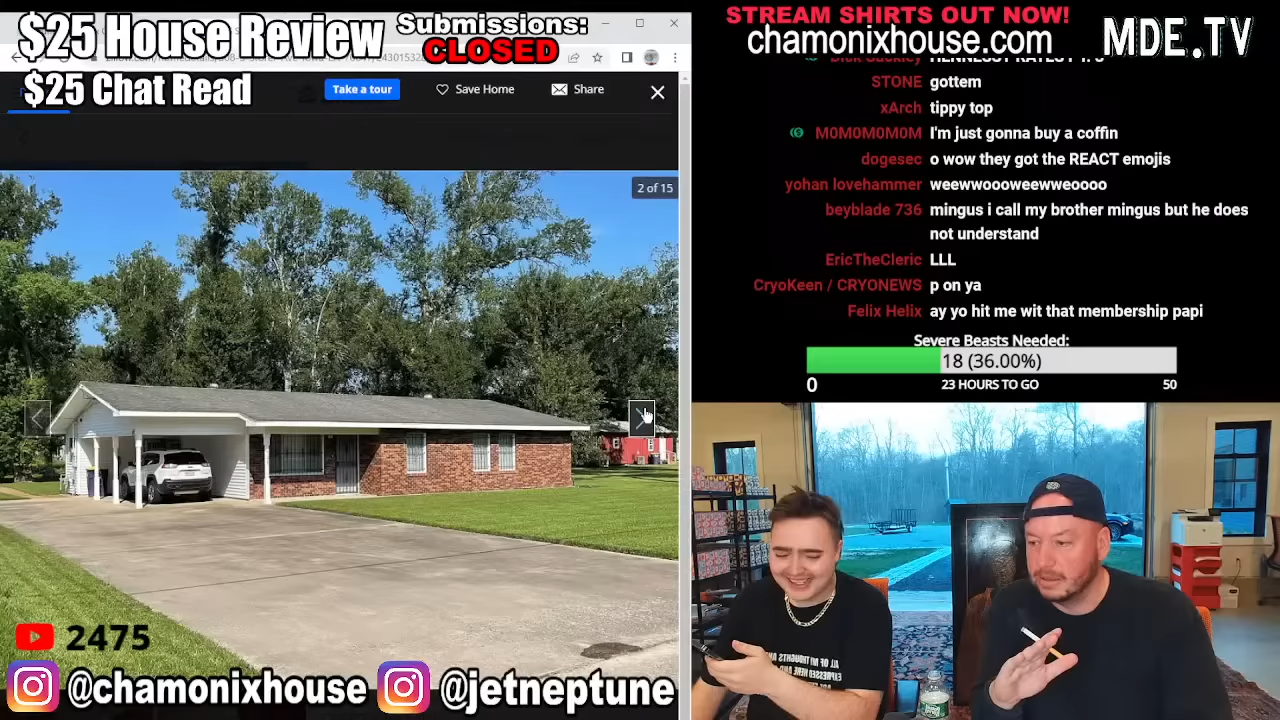 $25 House Review
Submissions:
CLOSED
$25 Chat Read
Take a tour
Save Home
Share
2 of 15
2475
@chamonixhouse
@jetneptune
STREAM SHIRTS OUT NOW!
chamonixhouse.com
MDE.TV
STONE gottem
xArch tippy top
M0M0M0M0M I'm just gonna buy a coffin
dogesec o wow they got the REACT emojis
yohan lovehammer weewwoooweewweoooo
beyblade 736 mingus i call my brother mingus but he does
not understand
EricTheCleric LLL
CryoKeen / CRYONEWS p on ya
Felix Helix ay yo hit me wit that membership papi
Severe Beasts Needed:
18 (36.00%)
0
23 HOURS TO GO
50